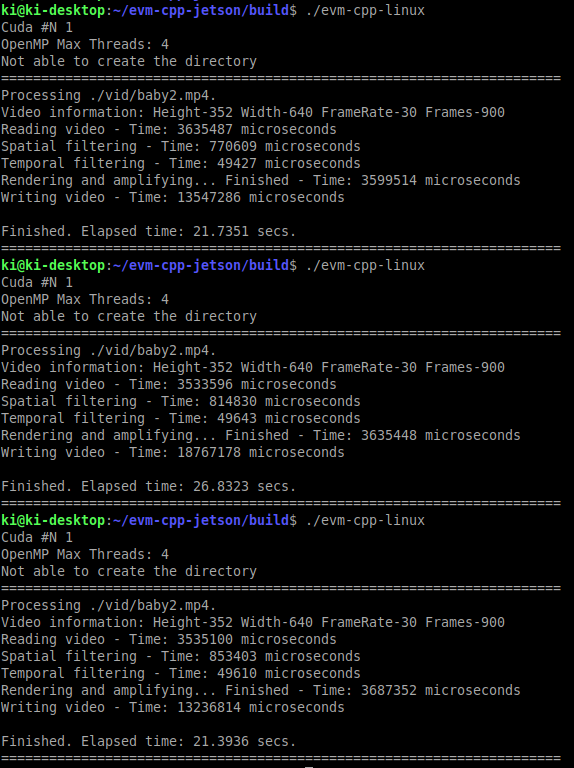 ki@ki-desktop:~/evm-cpp-jetson/build$ ./evm-cpp-linux
Cuda #N 1
OpenMP Max Threads: 4
Not able to create the directory
======================================================================
Processing ./vid/baby2.mp4.
Video information: Height-352 Width-640 FrameRate-30 Frames-900
Reading video - Time: 3635487 microseconds
Spatial filtering - Time: 770609 microseconds
Temporal filtering - Time: 49427 microseconds
Rendering and amplifying... Finished - Time: 3599514 microseconds
Writing video - Time: 13547286 microseconds

Finished. Elapsed time: 21.7351 secs.
======================================================================
ki@ki-desktop:~/evm-cpp-jetson/build$ ./evm-cpp-linux
Cuda #N 1
OpenMP Max Threads: 4
Not able to create the directory
======================================================================
Processing ./vid/baby2.mp4.
Video information: Height-352 Width-640 FrameRate-30 Frames-900
Reading video - Time: 3533596 microseconds
Spatial filtering - Time: 814830 microseconds
Temporal filtering - Time: 49643 microseconds
Rendering and amplifying... Finished - Time: 3635448 microseconds
Writing video - Time: 18767178 microseconds

Finished. Elapsed time: 26.8323 secs.
======================================================================
ki@ki-desktop:~/evm-cpp-jetson/build$ ./evm-cpp-linux
Cuda #N 1
OpenMP Max Threads: 4
Not able to create the directory
======================================================================
Processing ./vid/baby2.mp4.
Video information: Height-352 Width-640 FrameRate-30 Frames-900
Reading video - Time: 3535100 microseconds
Spatial filtering - Time: 853403 microseconds
Temporal filtering - Time: 49610 microseconds
Rendering and amplifying... Finished - Time: 3687352 microseconds
Writing video - Time: 13236814 microseconds

Finished. Elapsed time: 21.3936 secs.
======================================================================